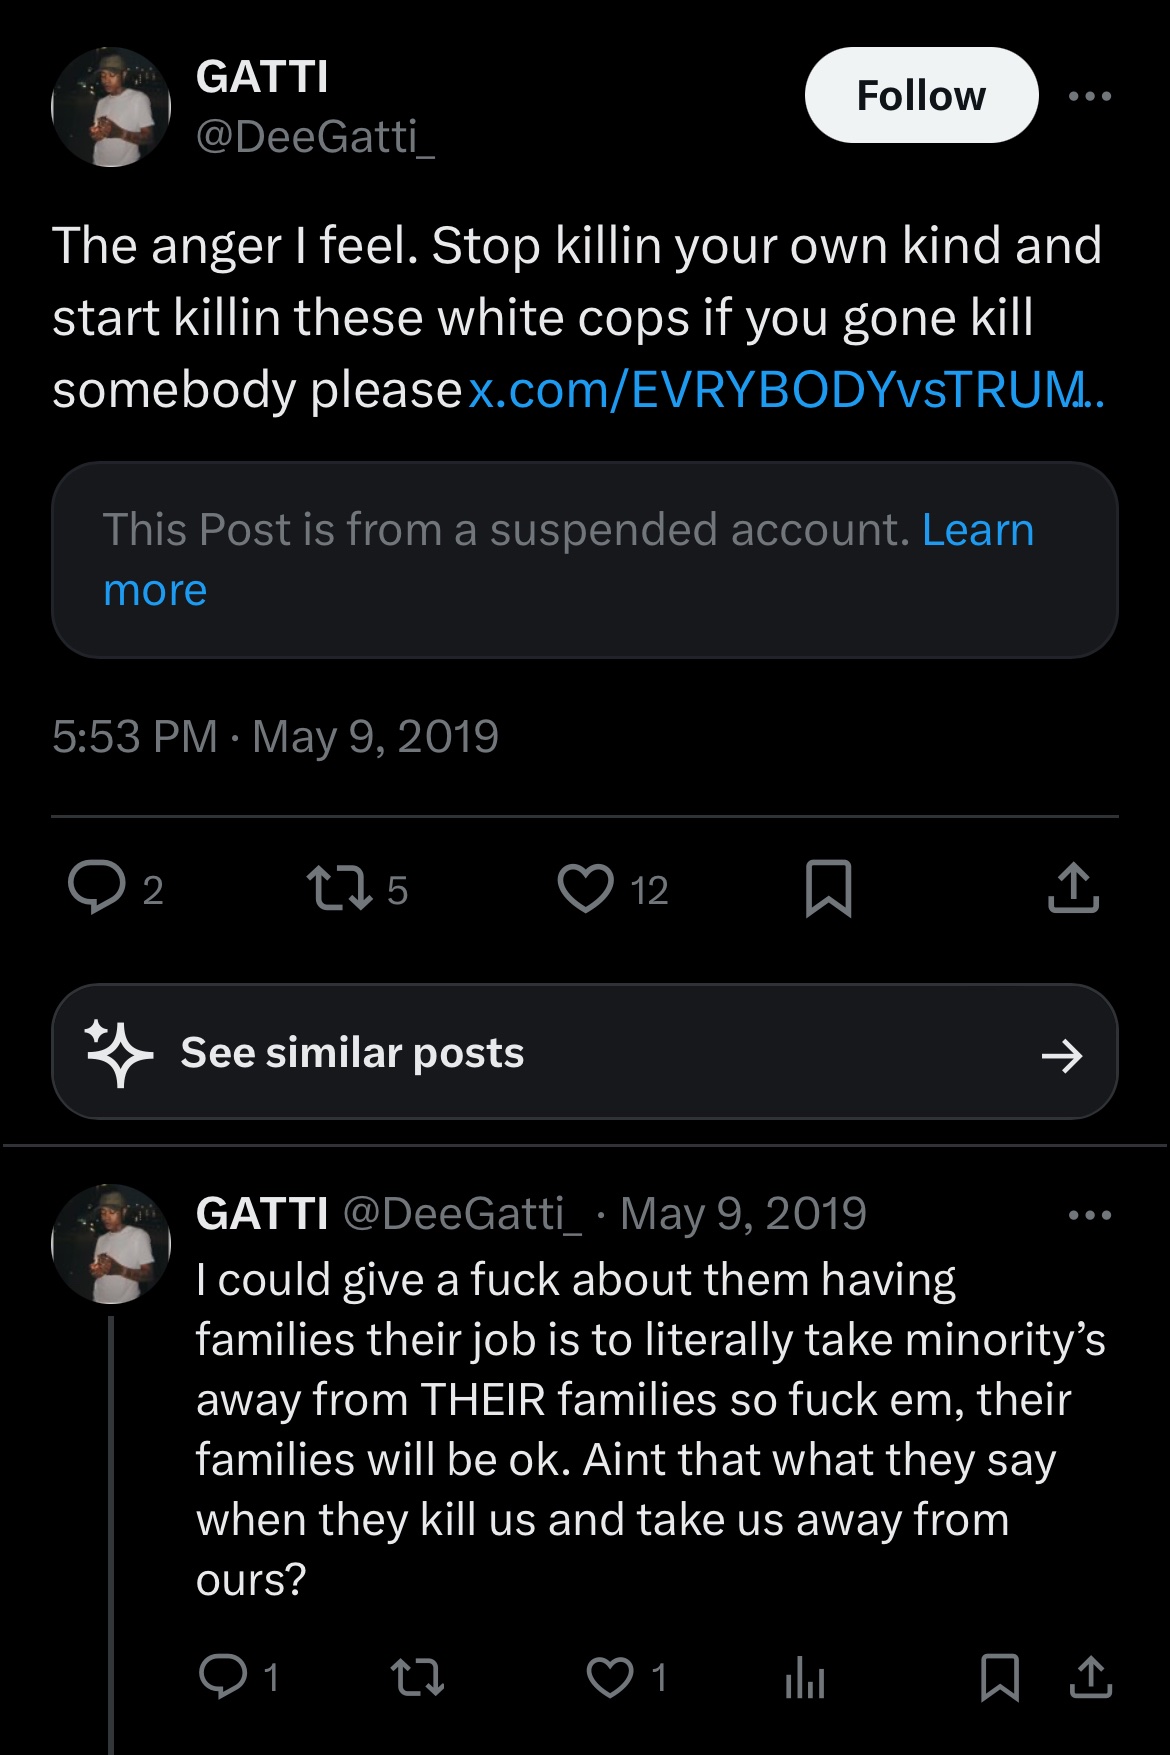 GATTI
@DeeGatti_
Follow
The anger I feel. Stop killin your own kind and
start killin these white cops if you gone kill
somebody please x.com/EVRYBODYvsTRUM…
This Post is from a suspended account. Learn
more
5:53 PM · May 9, 2019
2 5 12
See similar posts
GATTI @DeeGatti_ · May 9, 2019
I could give a fuck about them having
families their job is to literally take minority’s
away from THEIR families so fuck em, their
families will be ok. Aint that what they say
when they kill us and take us away from
ours?
1 1